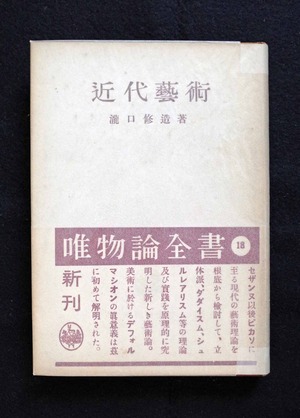 近代藝術
瀧口修造著
唯物論全書
18
新刊
セザンヌ以後ピカソに
至る現代の藝術理論を
根底から檢討して、立
体派、ダダイズム、シュ
ルレアリスム等の理論
及び實践を原理的に究
明した新しき藝術論。
美術に於けるデフォル
マシオンの眞意義は茲
に初めて解明された。